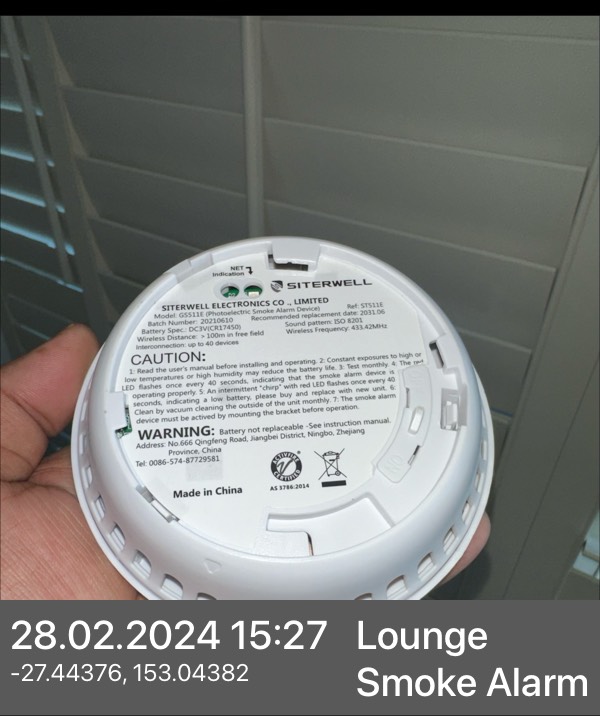 NET
Indication
SITERWELL
SITERWELL ELECTRONICS CO ., LIMITED
Model: GS511E (Photoelectric Smoke Alarm Device) Ref: STS11E
Batch Number: 20210610 Recommended replacement date: 2031.06
Battery Spec.: DC3V(CR17450) Sound pattern: ISO 8201
Wireless Distance: > 100m in free field Wireless Frequency: 433.42MHz
Interconnection: up to 40 devices
CAUTION:
1: Read the user's manual before installing and operating. 2: Constant exposures to high or
low temperatures or high humidity may reduce the battery life. 3: Test monthly. 4: The red
LED flashes once every 40 seconds, indicating that the smoke alarm device is
operating properly. 5: An intermittent "chirp" with red LED flashes once every 40
seconds, indicating a low battery, please buy and replace with new unit. 6:
Clean by vacuum cleaning the outside of the unit monthly. 7: The smoke alarm
device must be actived by mounting the bracket before operation.
WARNING: Battery not replaceable -See instruction manual.
Address: No.666 Qingfeng Road, Jiangbei District, Ningbo, Zhejiang
Province, China
Tel: 0086-574-87729581
Made in China
ACTIVFIRE
CERTIFIED
AS 3786:2014
28.02.2024 15:27
-27.44376, 153.04382
Lounge
Smoke Alarm